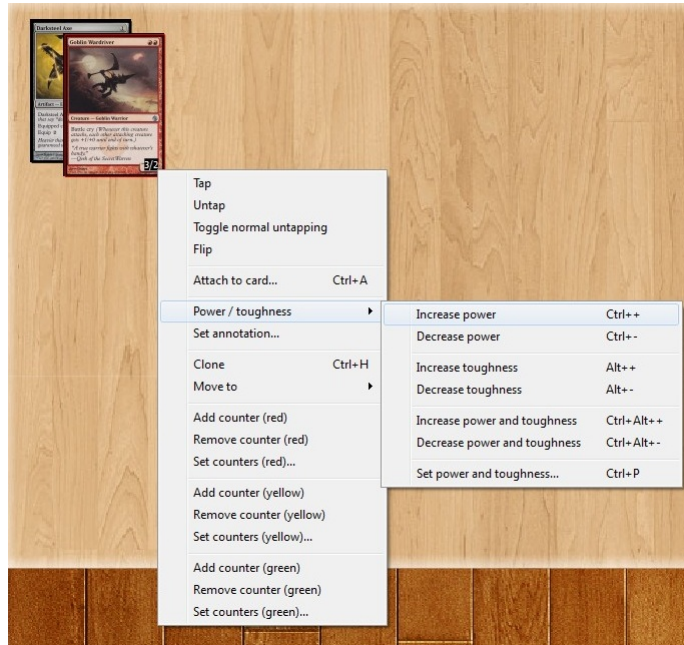 Darksteel Axe 1
Goblin Wardriver
Artifact — E
Equipped
Equip
Creature — Goblin Warrior
Battle cry (Whenever this creature
attacks, each other attacking creature
gets +1/+0 until end of turn.)
3/2
Tap
Untap
Toggle normal untapping
Flip
Attach to card... Ctrl+A
Power / toughness
Set annotation...
Clone Ctrl+H
Move to
Add counter (red)
Remove counter (red)
Set counters (red)...
Add counter (yellow)
Remove counter (yellow)
Set counters (yellow)...
Add counter (green)
Remove counter (green)
Set counters (green)...
Increase power Ctrl++
Decrease power Ctrl+-
Increase toughness Alt++
Decrease toughness Alt+-
Increase power and toughness Ctrl+Alt++
Decrease power and toughness Ctrl+Alt+-
Set power and toughness... Ctrl+P